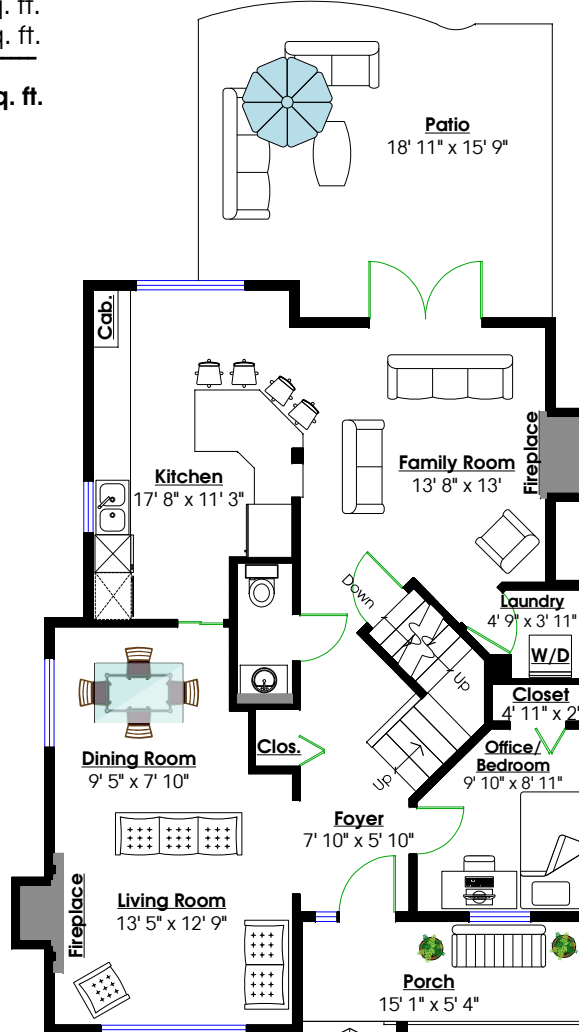 q. ft.
q. ft.
q. ft.
Patio
18' 11" x 15' 9"
Cab.
Kitchen
17' 8" x 11' 3"
Family Room
13' 8" x 13'
Fireplace
Down
Up
Laundry
4' 9" x 3' 11"
W/D
Closet
4' 11" x 2'
Office/
Bedroom
9' 10" x 8' 11"
Dining Room
9' 5" x 7' 10"
Clos.
Up
Foyer
7' 10" x 5' 10"
Living Room
13' 5" x 12' 9"
Fireplace
Porch
15' 1" x 5' 4"